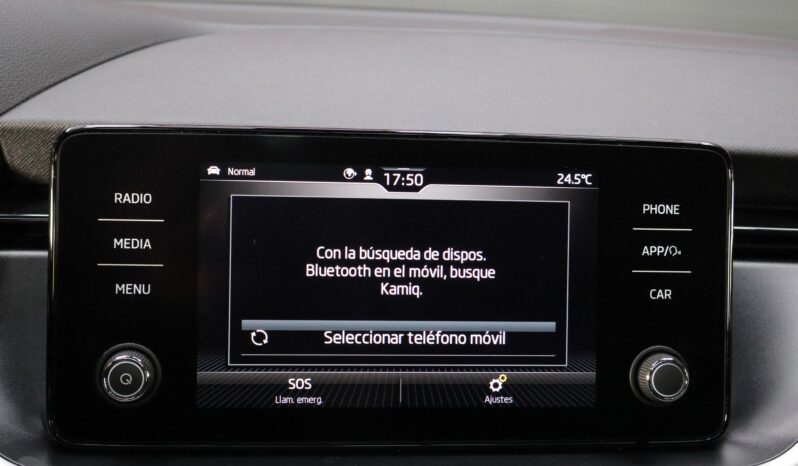 Normal
17:50
24.5°C
RADIO
MEDIA
MENU
Con la búsqueda de dispos.
Bluetooth en el móvil, busque
Kamiq.
Seleccionar teléfono móvil
SOS
Llam. emerg.
Ajustes
PHONE
APP/
CAR